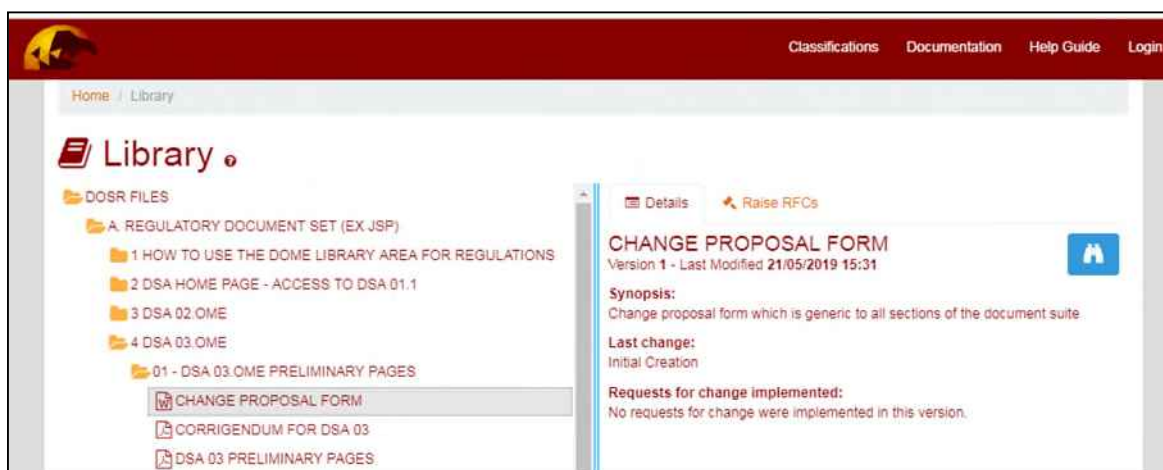 Classifications Documentation Help Guide Login
Home / Library
Library
DOSR FILES
A. REGULATORY DOCUMENT SET (EX JSP)
1 HOW TO USE THE DOME LIBRARY AREA FOR REGULATIONS
2 DSA HOME PAGE - ACCESS TO DSA 01.1
3 DSA 02.OME
4 DSA 03.OME
01 - DSA 03.OME PRELIMINARY PAGES
CHANGE PROPOSAL FORM
CORRIGENDUM FOR DSA 03
DSA 03 PRELIMINARY PAGES
Details Raise RFCs
CHANGE PROPOSAL FORM
Version 1 - Last Modified 21/05/2019 15:31
Synopsis:
Change proposal form which is generic to all sections of the document suite
Last change:
Initial Creation
Requests for change implemented:
No requests for change were implemented in this version.